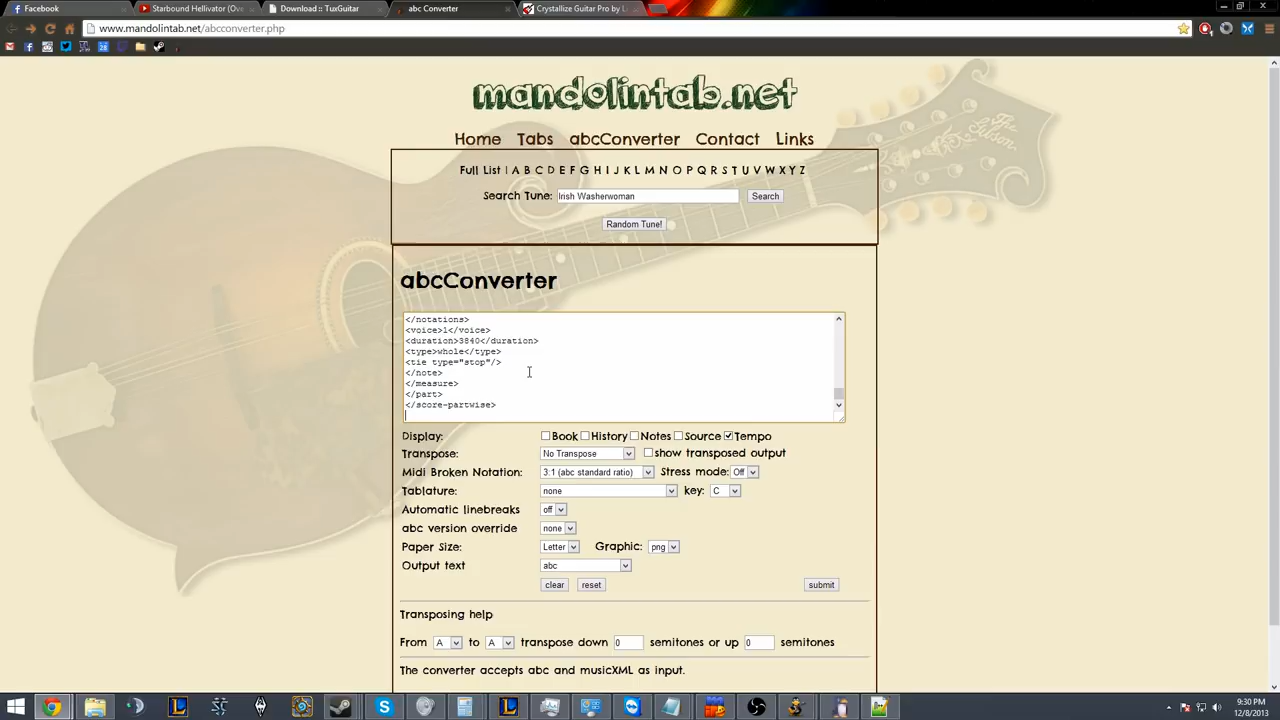 Facebook
Starbound Hellivator (Ove
Download :: TuxGuitar
abc Converter
Crystallize Guitar Pro by Li
www.mandolintab.net/abcconverter.php
mandolintab.net
Home Tabs abcConverter Contact Links
Full List | A B C D E F G H I J K L M N O P Q R S T U V W X Y Z
Search Tune: Irish Washerwoman Search
Random Tune!
abcConverter
</notations>
<voice>1</voice>
<duration>3840</duration>
<type>whole</type>
<tie type="stop"/>
</note>
</measure>
</part>
</score-partwise>
Display: Book History Notes Source Tempo
Transpose: No Transpose show transposed output
Midi Broken Notation: 3:1 (abc standard ratio) Stress mode: Off
Tablature: none key: C
Automatic linebreaks off
abc version override none
Paper Size: Letter Graphic: png
Output text abc
clear reset submit
Transposing help
From A to A transpose down 0 semitones or up 0 semitones
The converter accepts abc and musicXML as input.
9:30 PM
12/8/2013